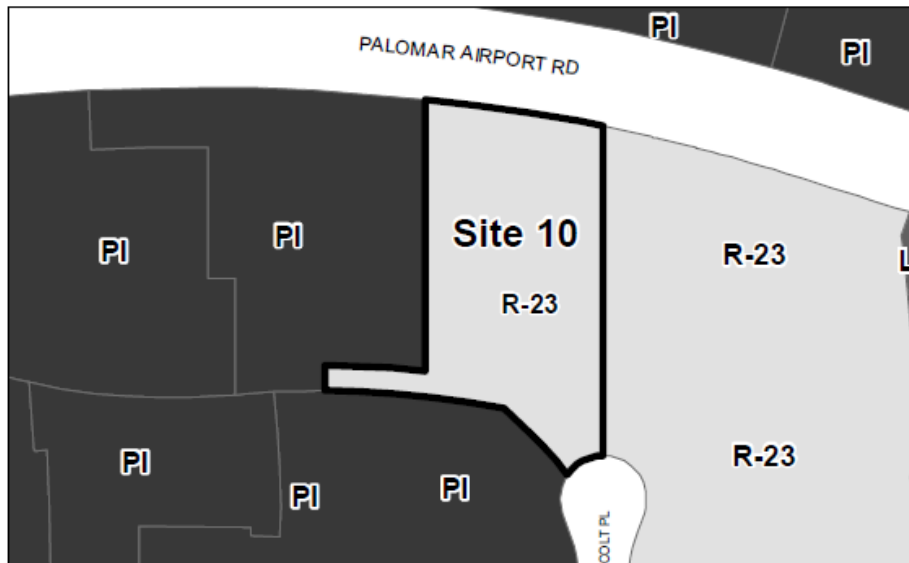 PI
PI
PALOMAR AIRPORT RD
Site 10
PI
PI
R-23
L
R-23
R-23
PI
PI
PI
COLT PL